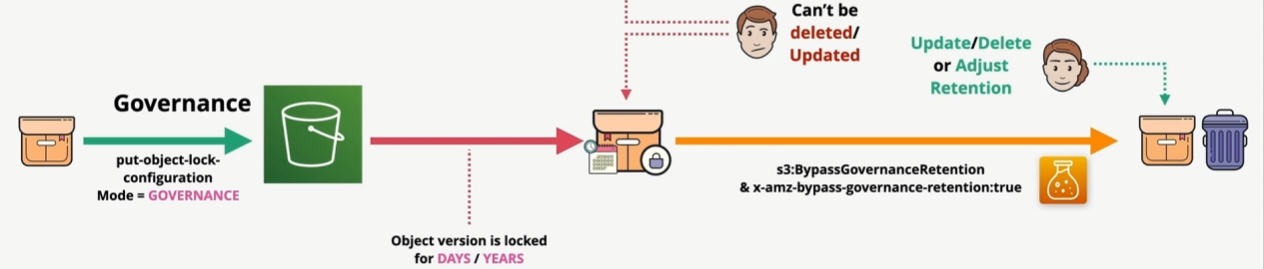 Governance
put-object-lock-
configuration
Mode = GOVERNANCE
Object version is locked
for DAYS / YEARS
Can't be
deleted/
Updated
s3:BypassGovernanceRetention
& x-amz-bypass-governance-retention:true
Update/Delete
or Adjust
Retention